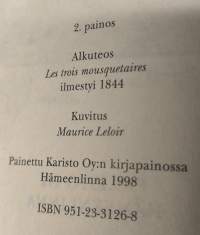 2. painos
Alkuteos
Les trois mousquetaires
ilmestyi 1844
Kuvitus
Maurice Leloir
Painettu Karisto Oy:n kirjapainossa
Hämeenlinna 1998
ISBN 951-23-3126-8